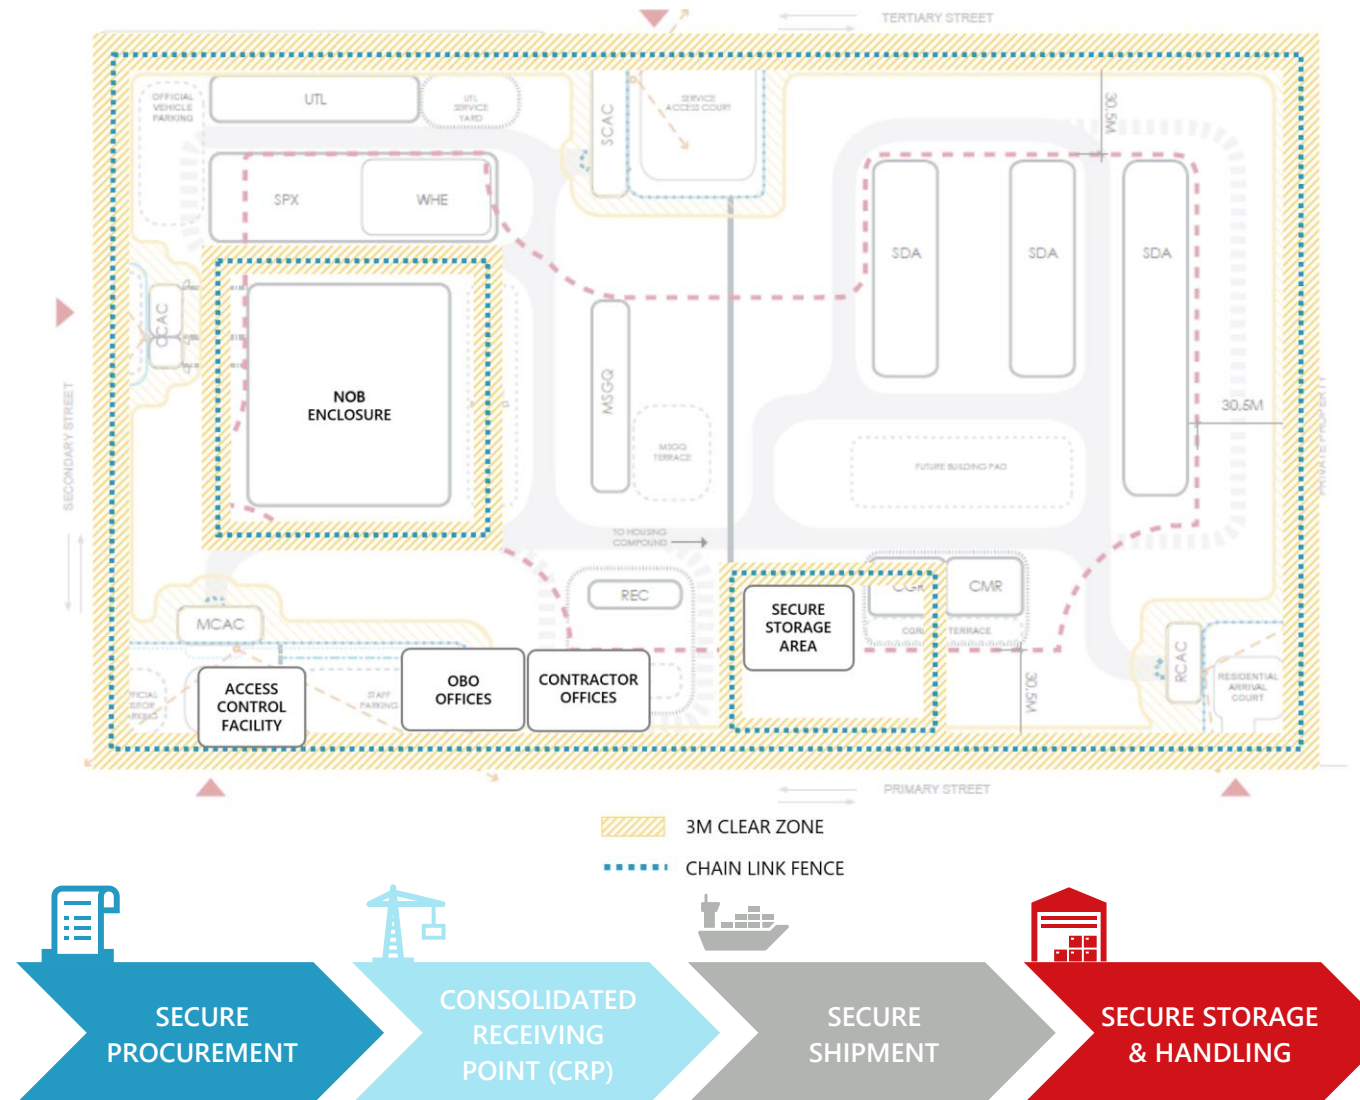 TERTIARY STREET
OFFICIAL
VEHICLE
PARKING
UTL
UTL
SERVICE
YARD
SCAC
SERVICE
ACCESS COURT
30.5M
SPX
WHE
SDA
SDA
SDA
CCAC
NOB
ENCLOSURE
MSGQ
MSGQ
TERRACE
30.5M
SECONDARY STREET
PRIVATE PROPERTY
FUTURE BUILDING PAD
TO HOUSING
COMPOUND
REC
CMR
MCAC
SECURE
STORAGE
AREA
TERRACE
RCAC
RESIDENTIAL
ARRIVAL
COURT
30.5M
ACCESS
CONTROL
FACILITY
STAFF
PARKING
OBO
OFFICES
CONTRACTOR
OFFICES
PRIMARY STREET
3M CLEAR ZONE
CHAIN LINK FENCE
SECURE
PROCUREMENT
CONSOLIDATED
RECEIVING
POINT (CRP)
SECURE
SHIPMENT
SECURE STORAGE
& HANDLING